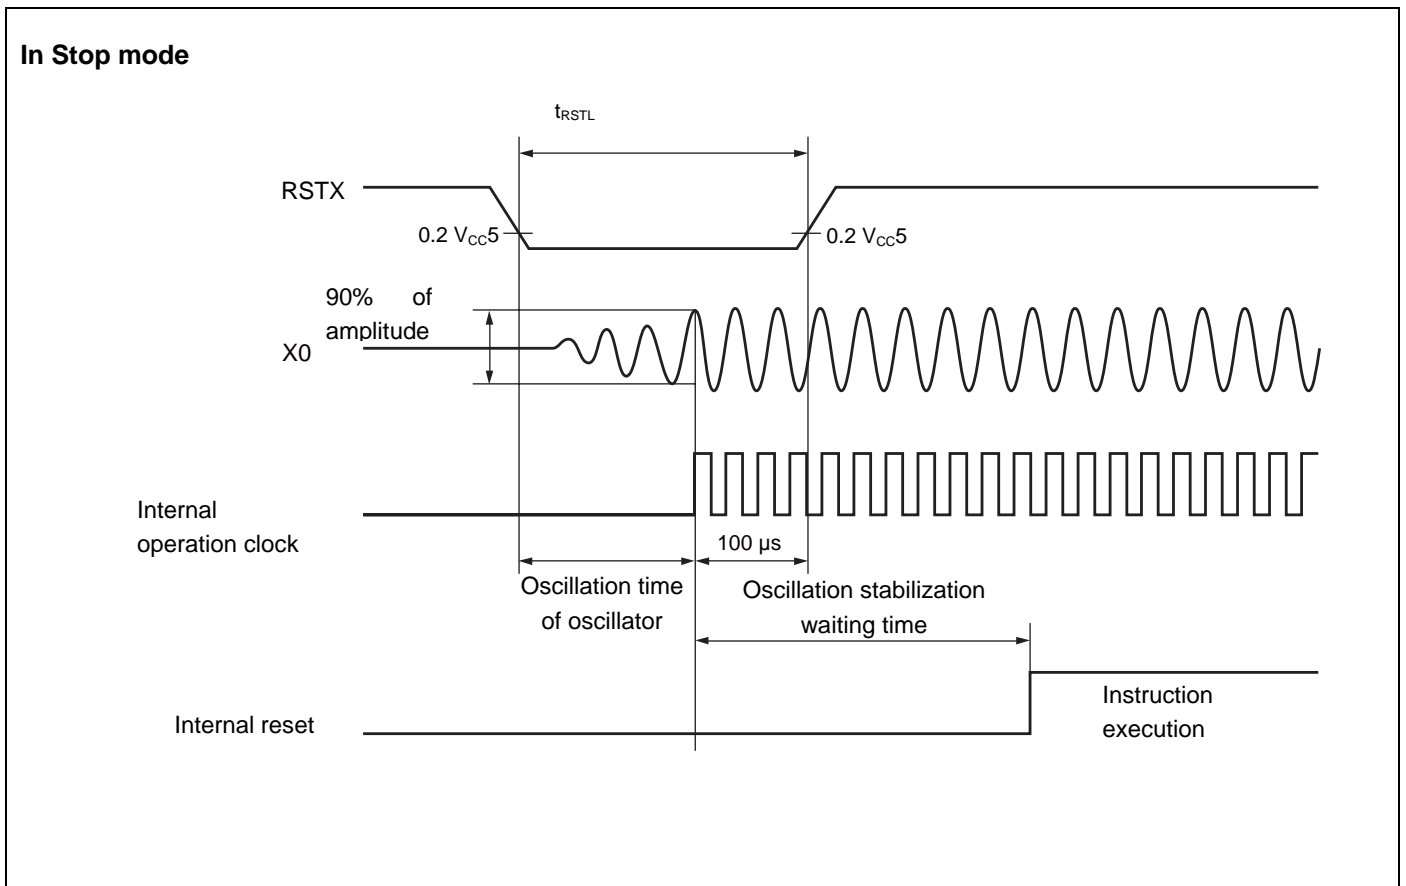 In Stop mode
tRSTL
RSTX
0.2 VCC5
0.2 VCC5
90% of
amplitude
X0
Internal
operation clock
100 µs
Oscillation time
of oscillator
Oscillation stabilization
waiting time
Internal reset
Instruction
execution